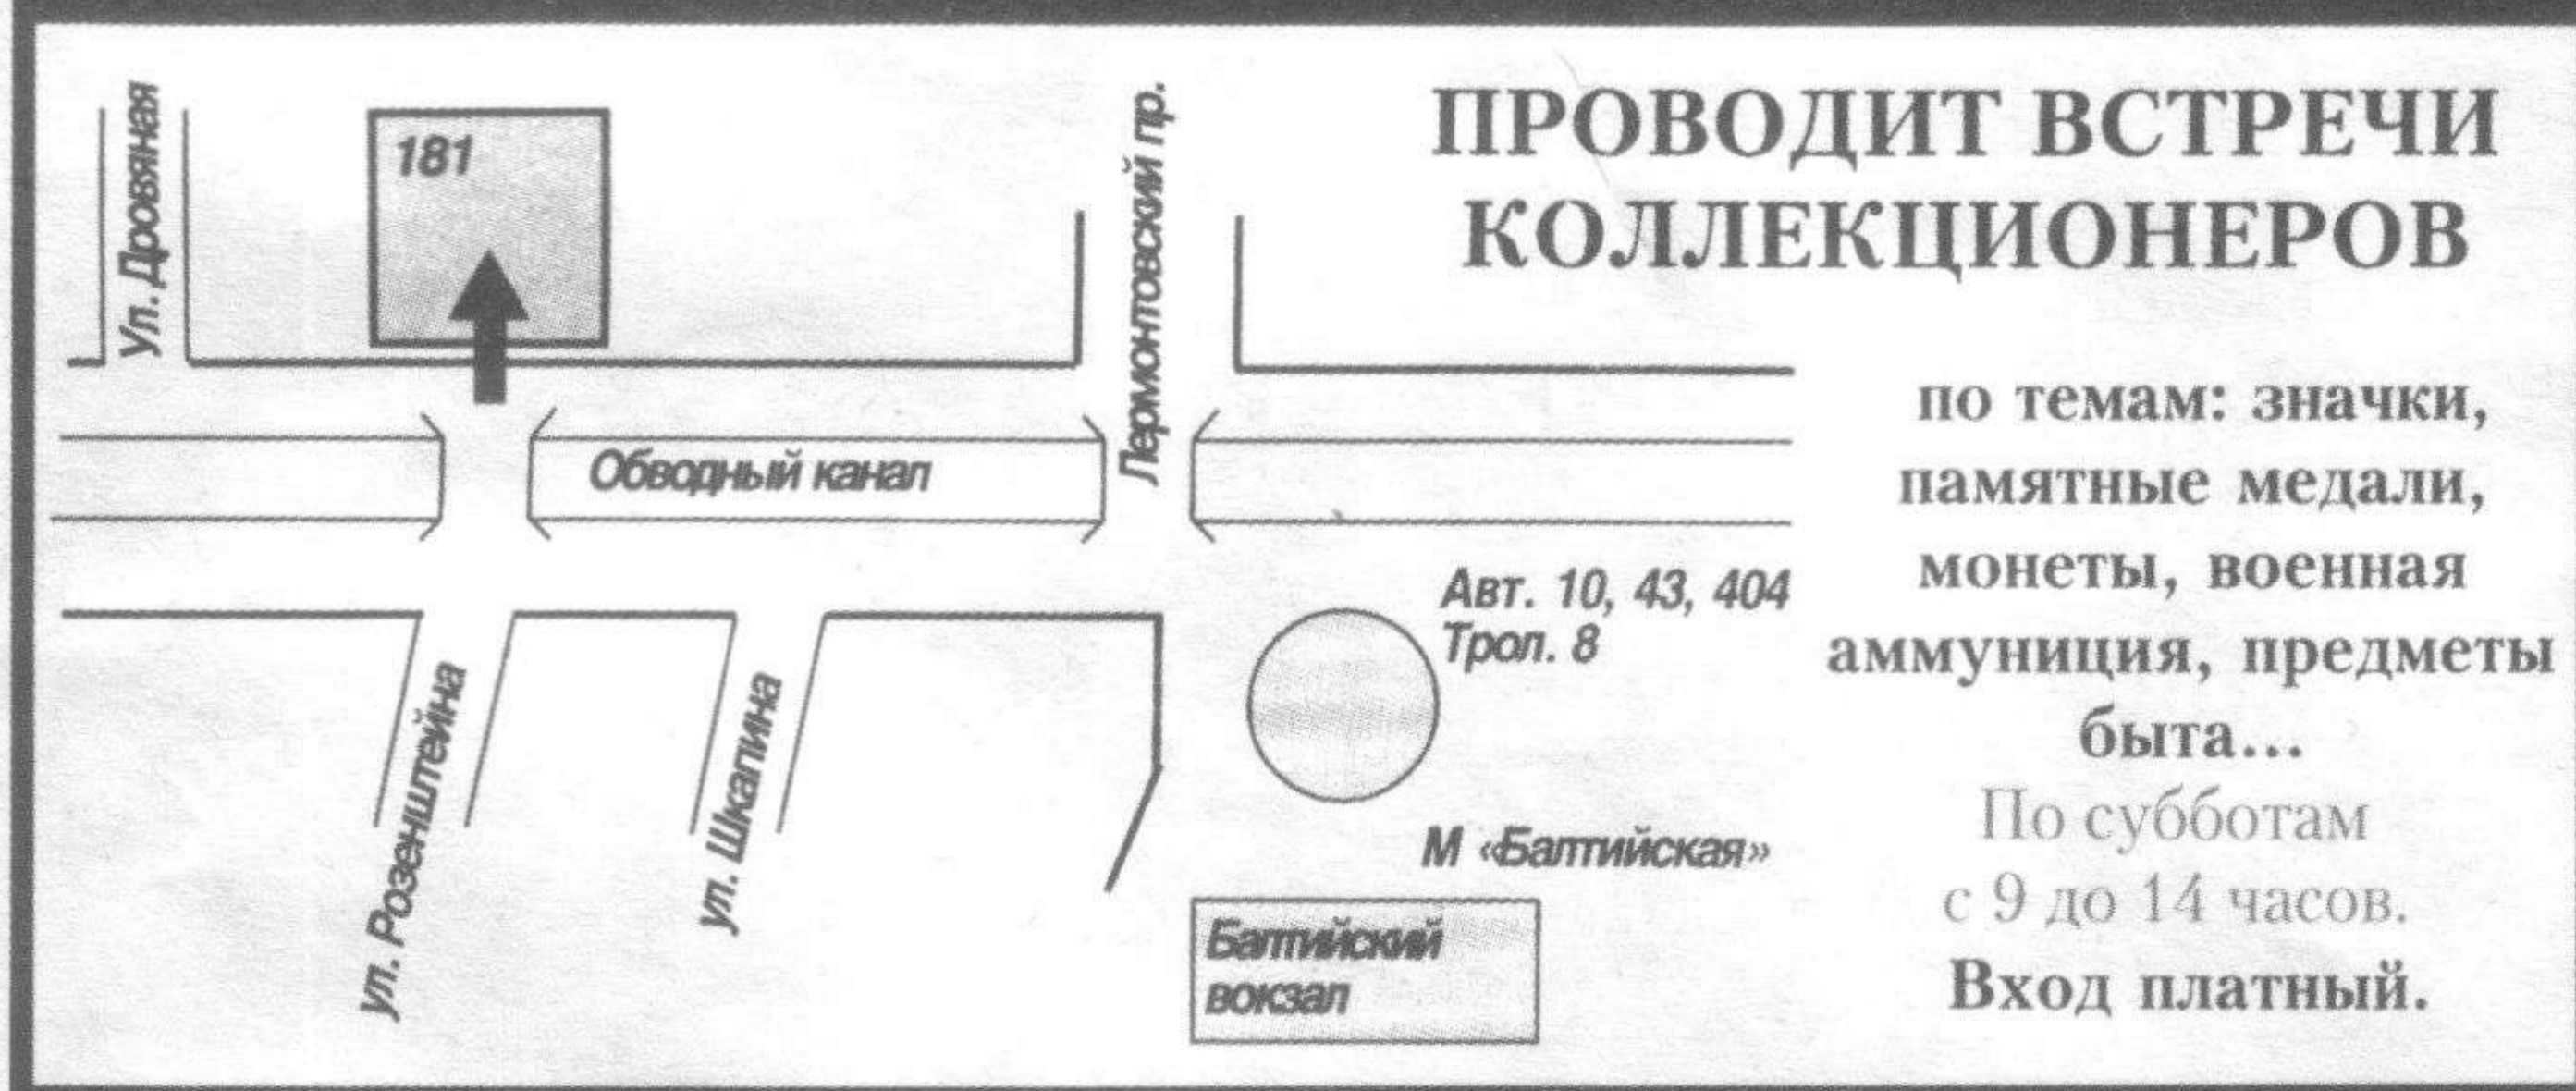 ПРОВОДИТ ВСТРЕЧИ
КОЛЛЕКЦИОНЕРОВ
по темам: значки,
памятные медали,
монеты, военная
аммуниция, предметы
быта...
По субботам
с 9 до 14 часов.
Вход платный.
Ул. Дровяная
181
Лермонтовский пр.
Обводный канал
Авт. 10, 43, 404
Трол. 8
ул. Розенштейна
ул. Шкапина
М «Балтийская»
Балтийский
вокзал